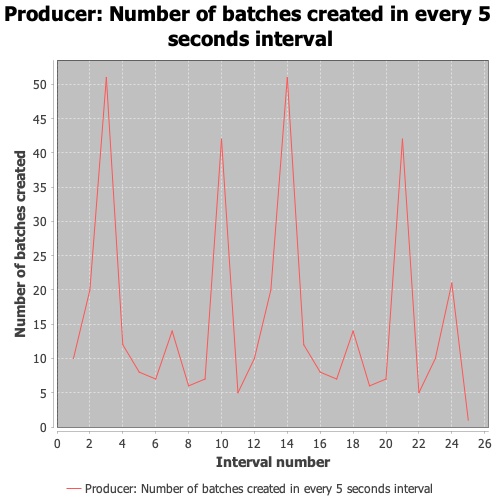 Producer: Number of batches created in every 5
seconds interval
Number of batches created
50
45
40
35
30
25
20
15
10
5
0
0 2 4 6 8 10 12 14 16 18 20 22 24 26
Interval number
Producer: Number of batches created in every 5 seconds interval